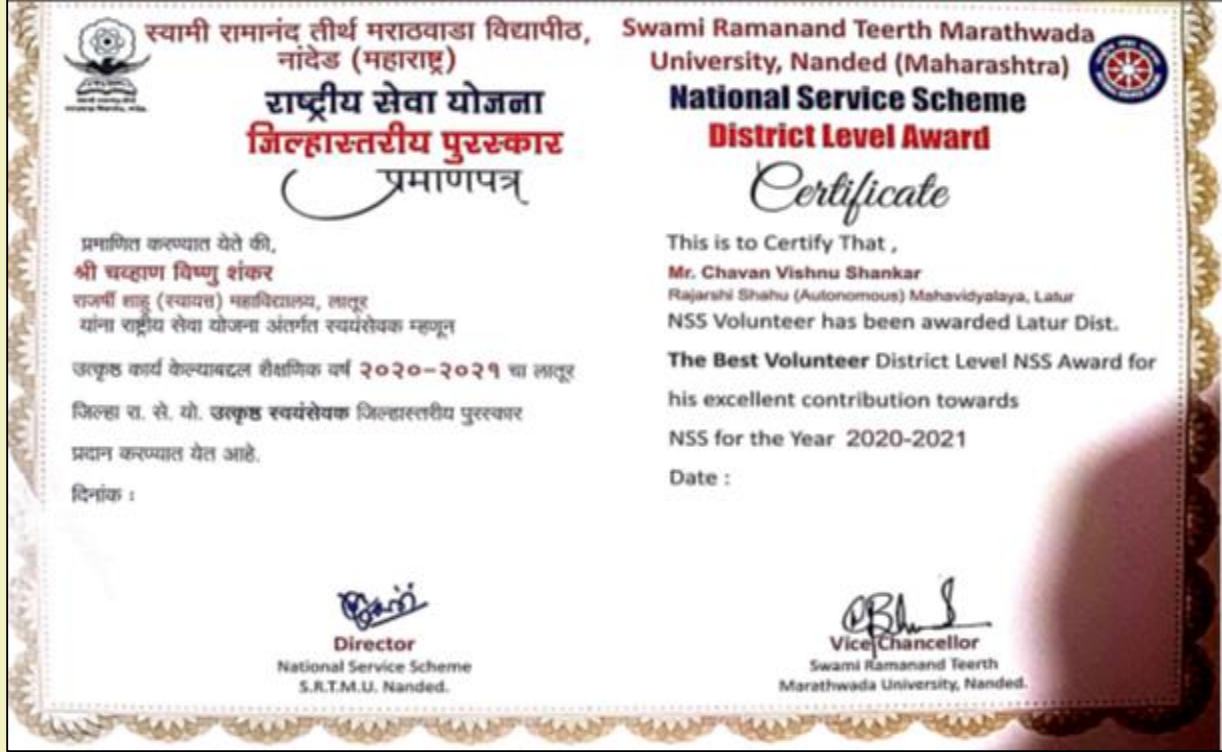 स्वामी रामानंद तीर्थ मराठवाडा विद्यापीठ,
नांदेड (महाराष्ट्र)
राष्ट्रीय सेवा योजना
जिल्हास्तरीय पुरस्कार
प्रमाणपत्र
प्रमाणित करण्यात येते की,
श्री चव्हाण विष्णु शंकर
राजर्षी शाहू (स्वायत्त) महाविद्यालय, लातूर
यांना राष्ट्रीय सेवा योजना अंतर्गत स्वयंसेवक म्हणून
उत्कृष्ठ कार्य केल्याबद्दल शैक्षणिक वर्ष २०२०-२०२१ चा लातूर
जिल्हा रा. से. यो. उत्कृष्ठ स्वयंसेवक जिल्हास्तरीय पुरस्कार
प्रदान करण्यात येत आहे.
दिनांक :
Director
National Service Scheme
S.R.T.M.U. Nanded.
Swami Ramanand Teerth Marathwada
University, Nanded (Maharashtra)
National Service Scheme
District Level Award
Certificate
This is to Certify That ,
Mr. Chavan Vishnu Shankar
Rajarshi Shahu (Autonomous) Mahavidyalaya, Latur
NSS Volunteer has been awarded Latur Dist.
The Best Volunteer District Level NSS Award for
his excellent contribution towards
NSS for the Year 2020-2021
Date :
Vice Chancellor
Swami Ramanand Teerth
Marathwada University, Nanded.